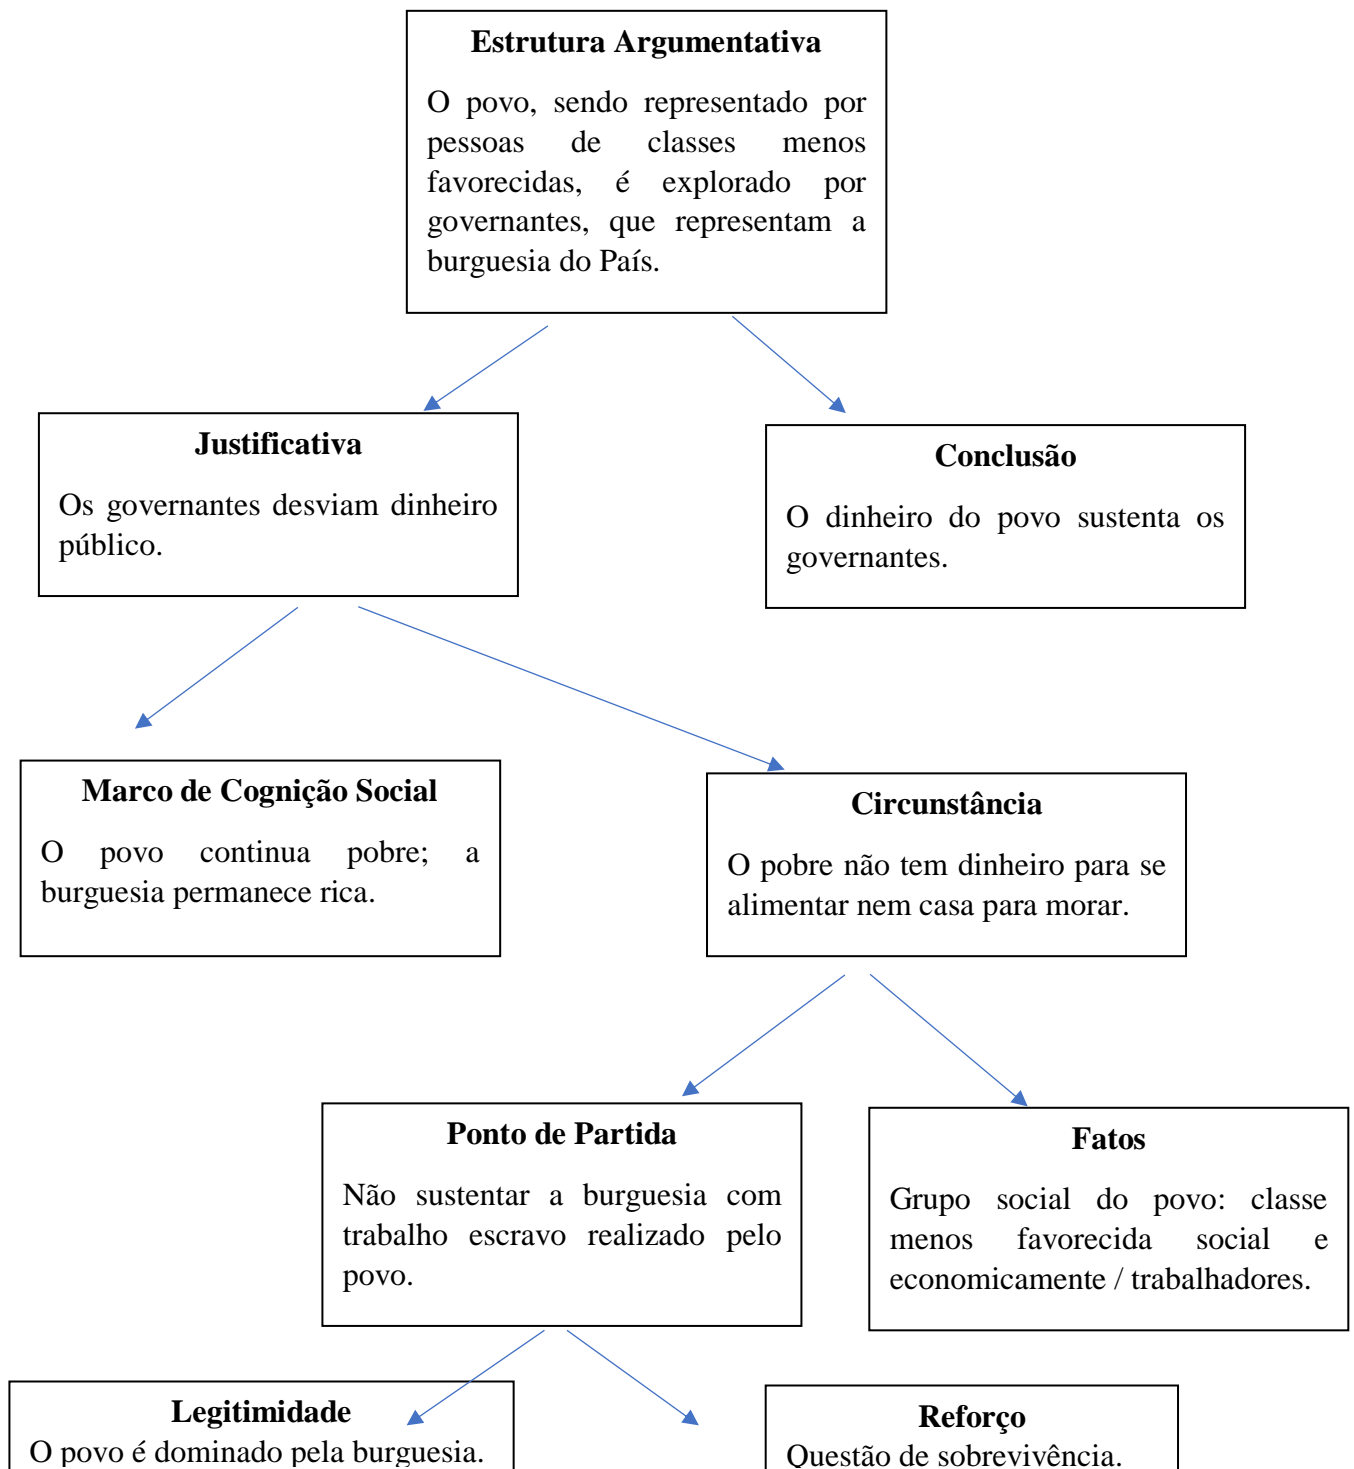 Estrutura Argumentativa
O povo, sendo representado por
pessoas de classes menos
favorecidas, é explorado por
governantes, que representam a
burguesia do País.
Justificativa
Os governantes desviam dinheiro
público.
Conclusão
O dinheiro do povo sustenta os
governantes.
Marco de Cognição Social
O povo continua pobre; a
burguesia permanece rica.
Circunstância
O pobre não tem dinheiro para se
alimentar nem casa para morar.
Ponto de Partida
Não sustentar a burguesia com
trabalho escravo realizado pelo
povo.
Fatos
Grupo social do povo: classe
menos favorecida social e
economicamente / trabalhadores.
Legitimidade
O povo é dominado pela burguesia.
Reforço
Questão de sobrevivência.